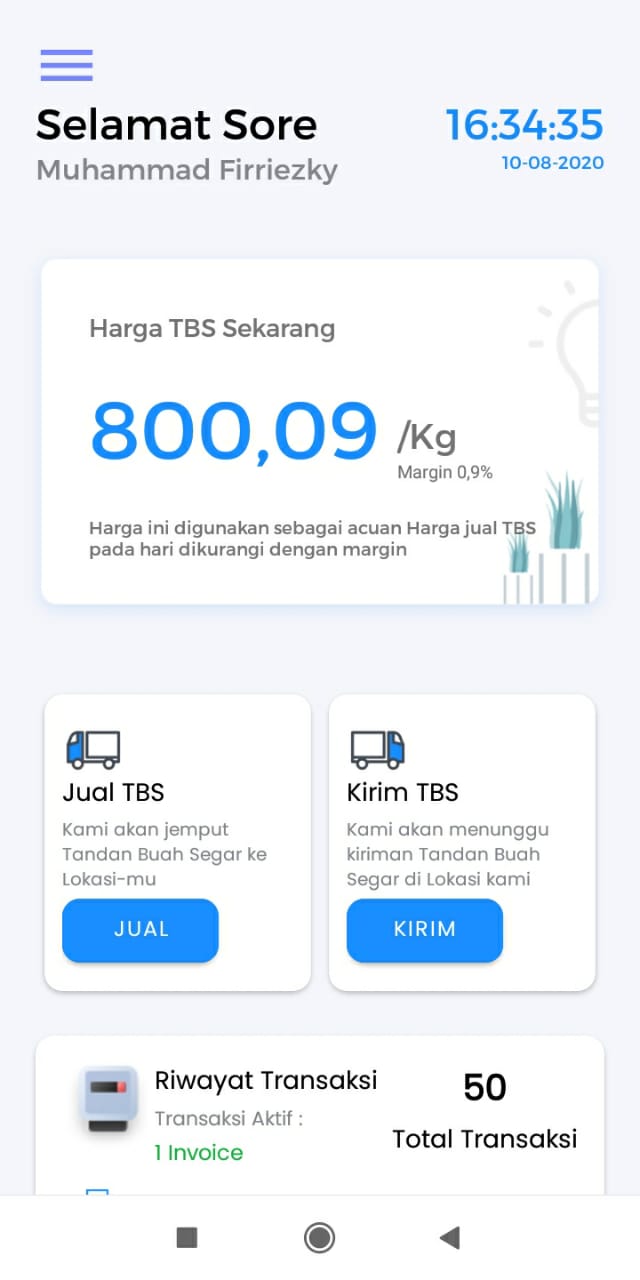 Selamat Sore
16:34:35
Muhammad Firriezky
10-08-2020
Harga TBS Sekarang
800,09 /Kg
Margin 0,9%
Harga ini digunakan sebagai acuan Harga jual TBS
pada hari dikurangi dengan margin
Jual TBS
Kami akan jemput
Tandan Buah Segar ke
Lokasi-mu
JUAL
Kirim TBS
Kami akan menunggu
kiriman Tandan Buah
Segar di Lokasi kami
KIRIM
Riwayat Transaksi
Transaksi Aktif :
1 Invoice
50
Total Transaksi